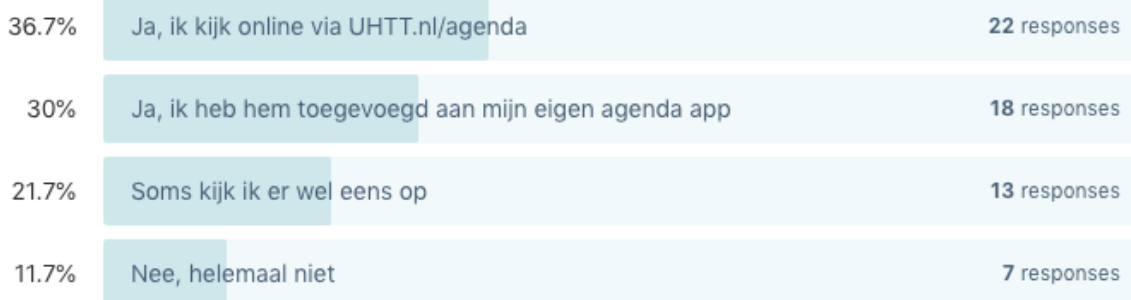 36.7% Ja, ik kijk online via UHTT.nl/agenda 22 responses
30% Ja, ik heb hem toegevoegd aan mijn eigen agenda app 18 responses
21.7% Soms kijk ik er wel eens op 13 responses
11.7% Nee, helemaal niet 7 responses